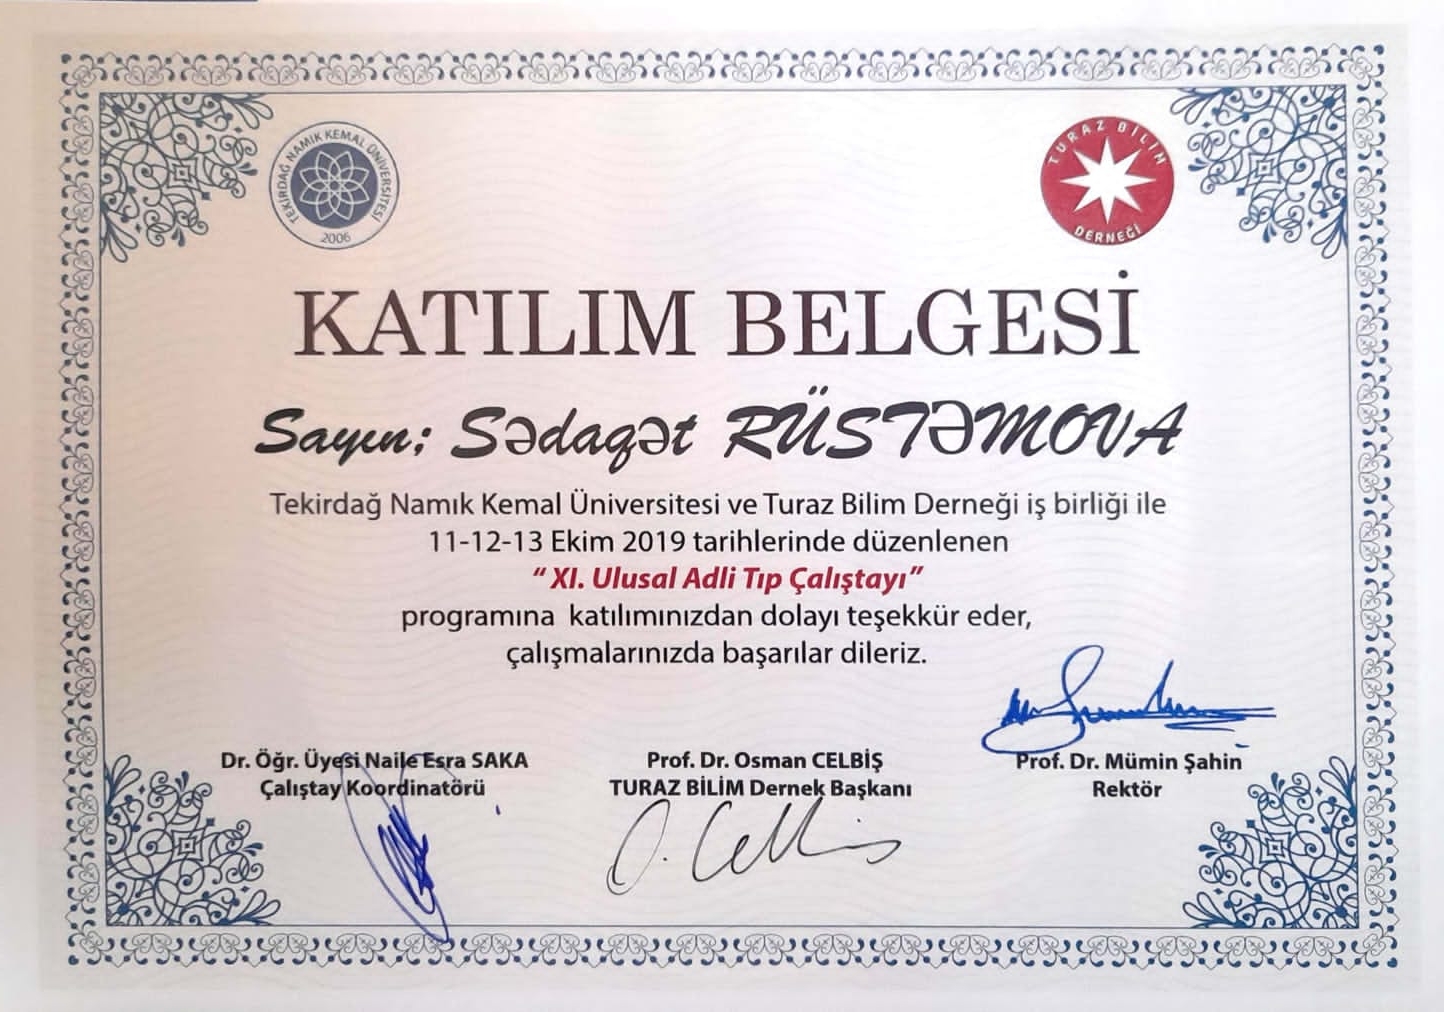 TEKİRDAĞ NAMIK KEMAL ÜNİVERSİTESİ
2006
TURAZ BİLİM
DERNEĞİ
KATILIM BELGESİ
Sayın; Sədaqət RÜSTƏMOVA
Tekirdağ Namık Kemal Üniversitesi ve Turaz Bilim Derneği iş birliği ile
11-12-13 Ekim 2019 tarihlerinde düzenlenen
“XI. Ulusal Adli Tıp Çalıştayı”
programına katılımınızdan dolayı teşekkür eder,
çalışmalarınızda başarılar dileriz.
Dr. Öğr. Üyesi Naile Esra SAKA
Çalıştay Koordinatörü
Prof. Dr. Osman CELBİŞ
TURAZ BİLİM Dernek Başkanı
Prof. Dr. Mümin Şahin
Rektör